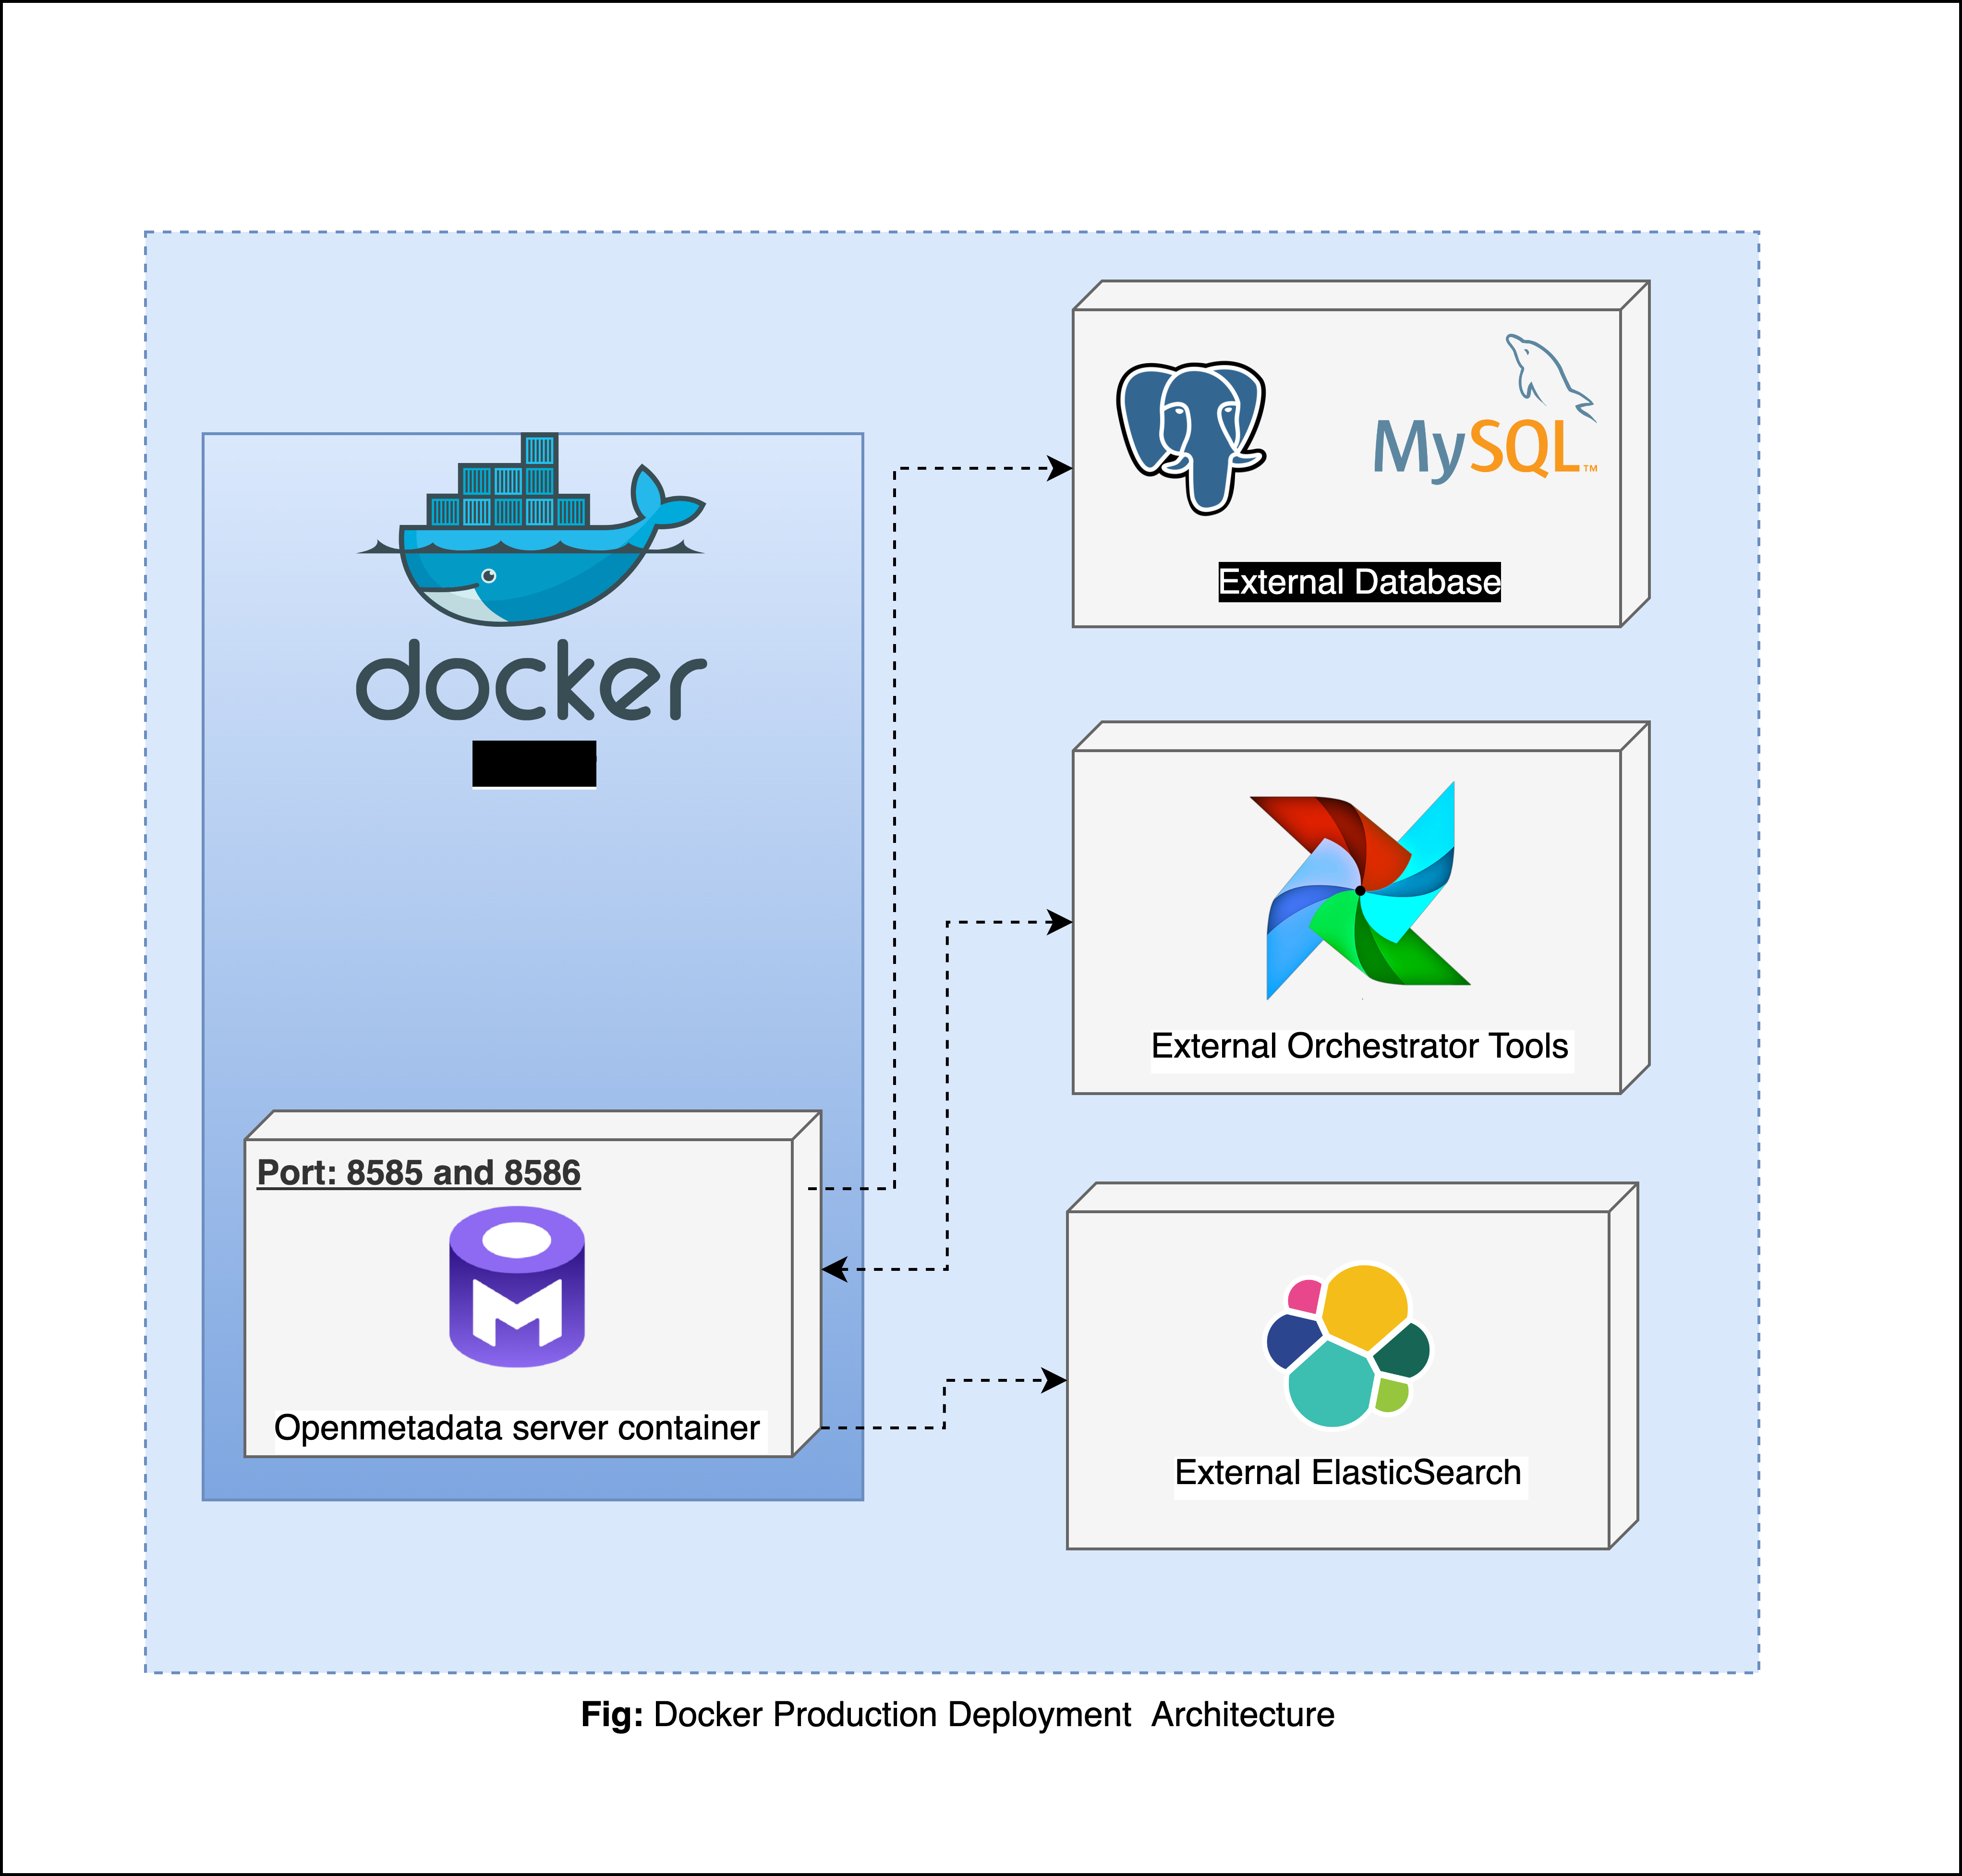 docker
Port: 8585 and 8586
Openmetadata server container
MySQL™
External Database
External Orchestrator Tools
External ElasticSearch
Fig: Docker Production Deployment Architecture